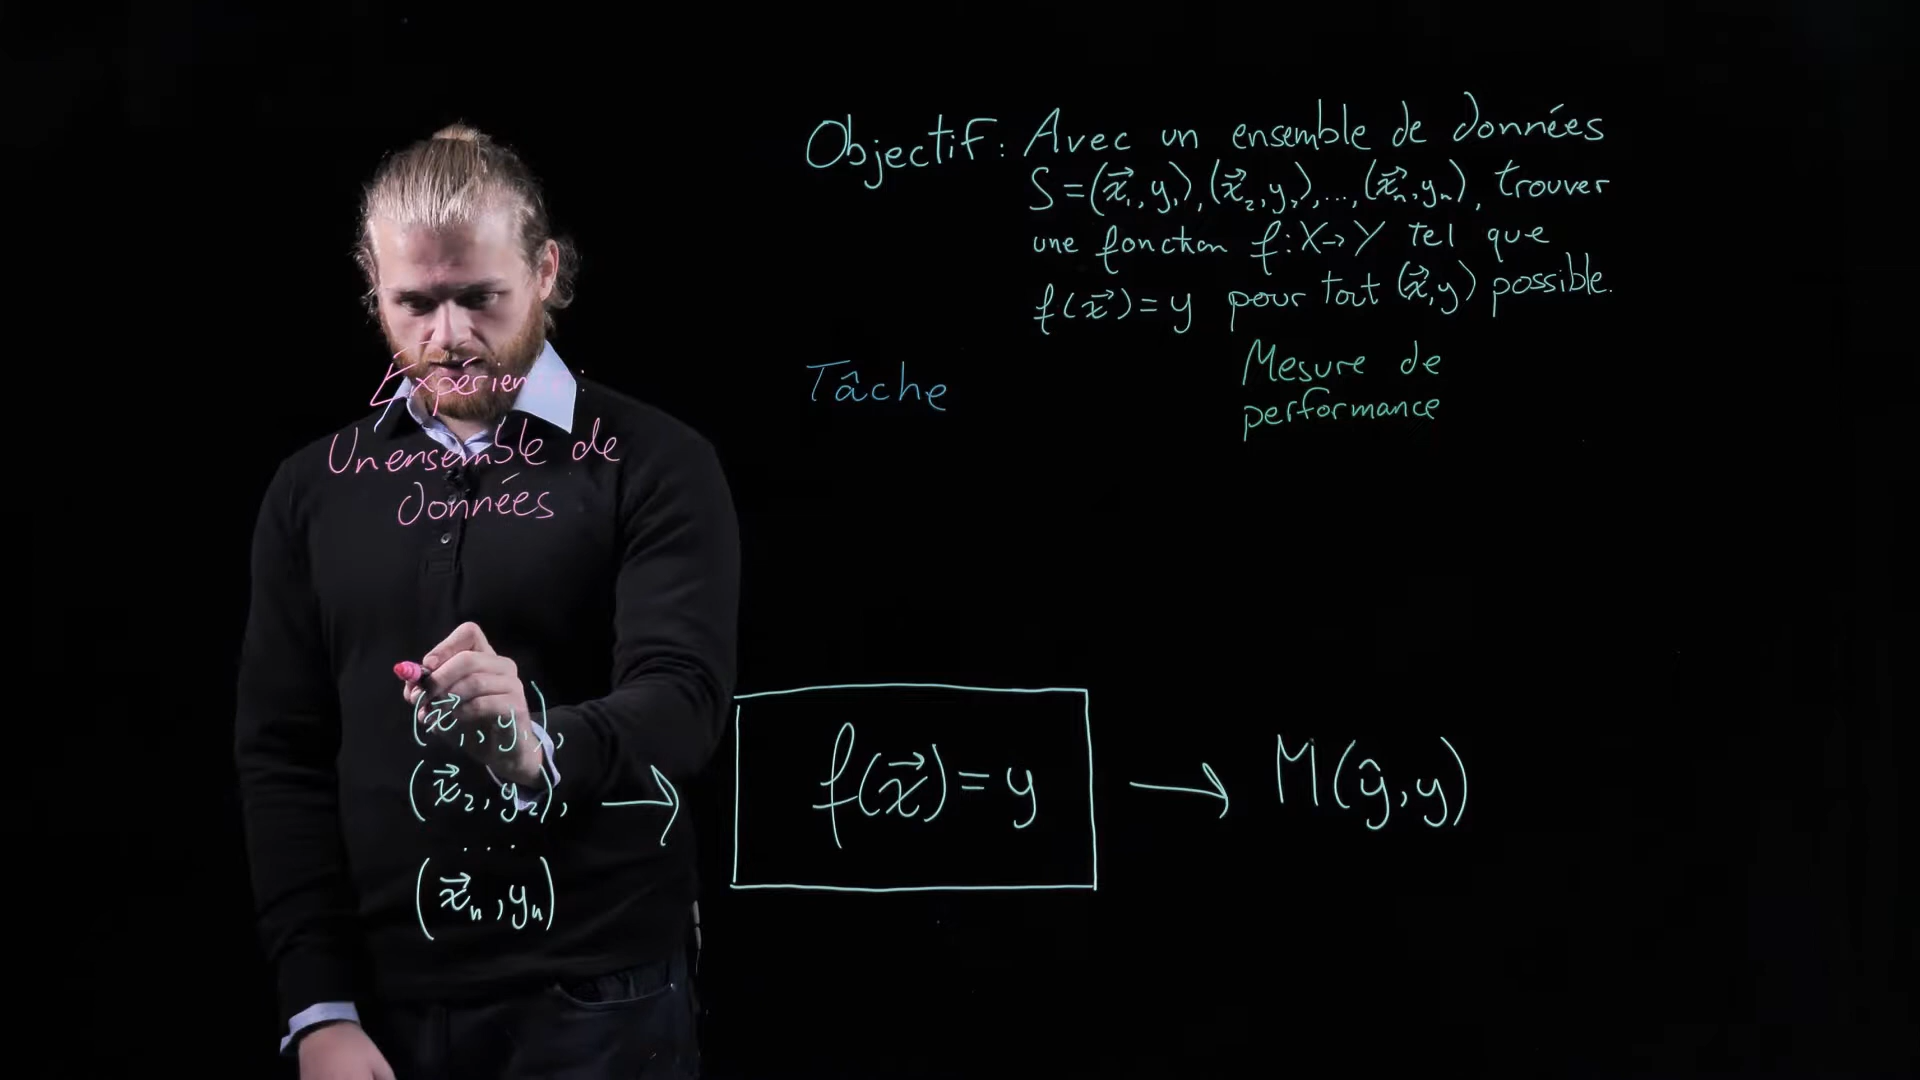 Objectif: Avec un ensemble de données
S=(x⃗₁,y₁),(x⃗₂,y₂),...,(x⃗ₙ,yₙ), trouver
une fonction f:X→Y tel que
f(x⃗)=y pour tout (x⃗,y) possible.
Expérience:
Un ensemble de
données
Tâche
Mesure de
performance
(x⃗₁,y₁),
(x⃗₂,y₂),
...
(x⃗ₙ,yₙ)
→
f(x⃗)=y
→
M(ŷ,y)